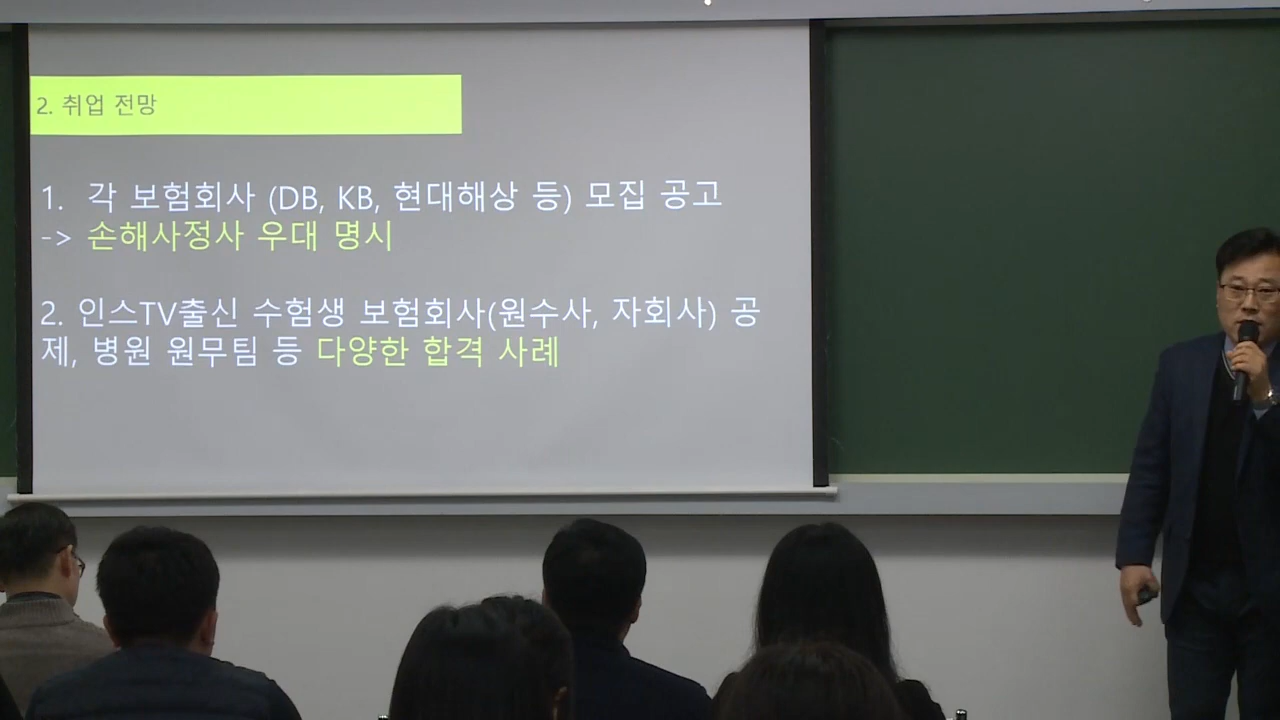 2. 취업 전망
1. 각 보험회사 (DB, KB, 현대해상 등) 모집 공고
-> 손해사정사 우대 명시
2. 인스TV출신 수험생 보험회사(원수사, 자회사) 공
제, 병원 원무팀 등 다양한 합격 사례